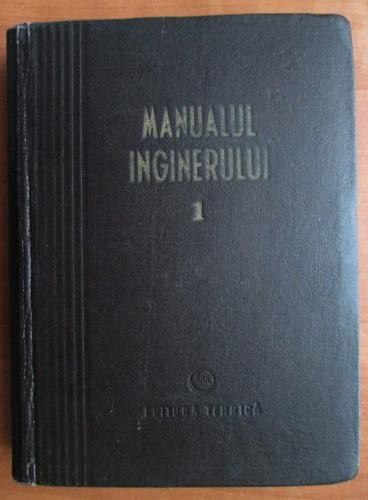 MANUALUL
INGINERULUI
1
EDITURA TEHNICĂ